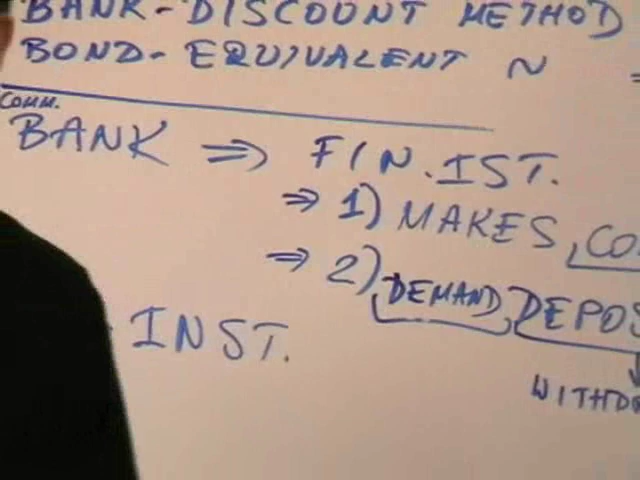 BANK-DISCOUNT METHOD
BOND-EQUIVALENT ~ =
COMM.
BANK ⇒ FIN. IST.
⇒ 1) MAKES CO
⇒ 2) DEMAND DEPOS
WITHD
INST.